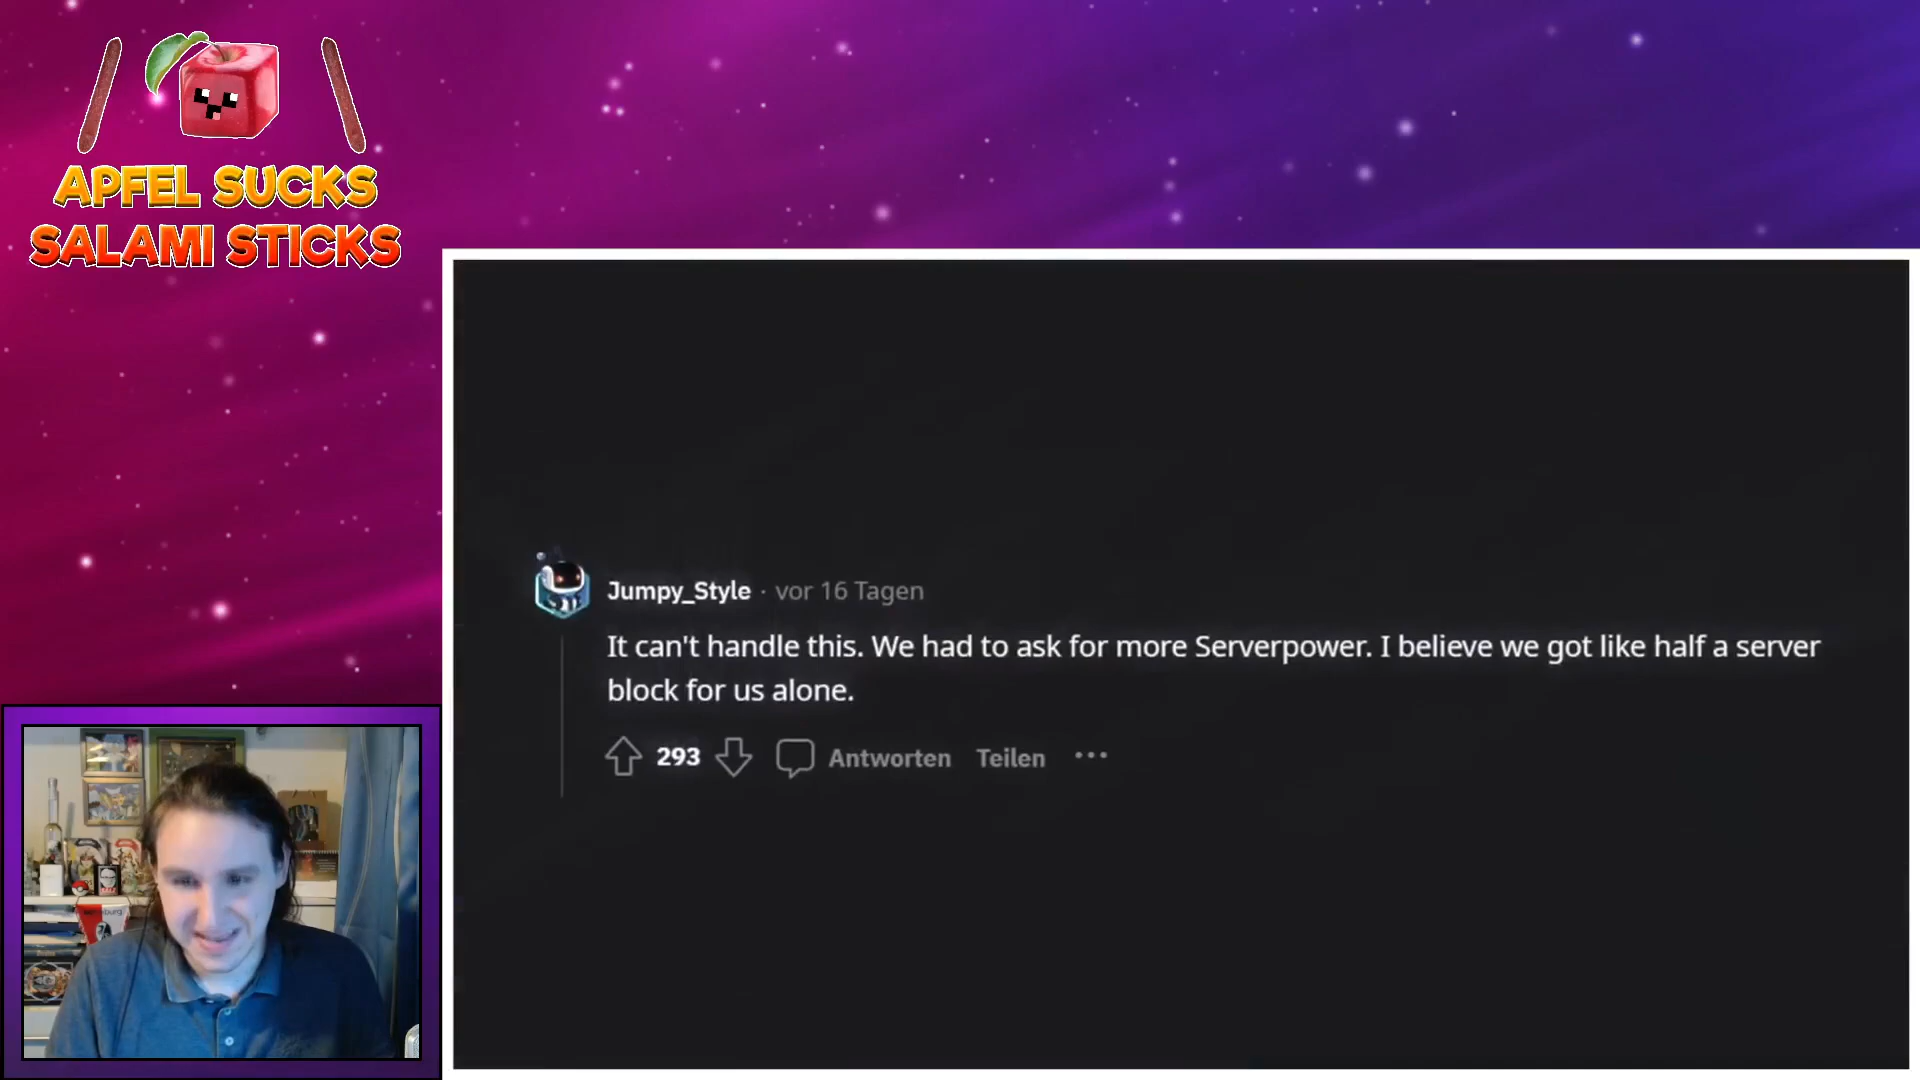 APFEL SUCKS
SALAMI STICKS
Jumpy_Style · vor 16 Tagen
It can't handle this. We had to ask for more Serverpower. I believe we got like half a server
block for us alone.
293 Antworten Teilen ···